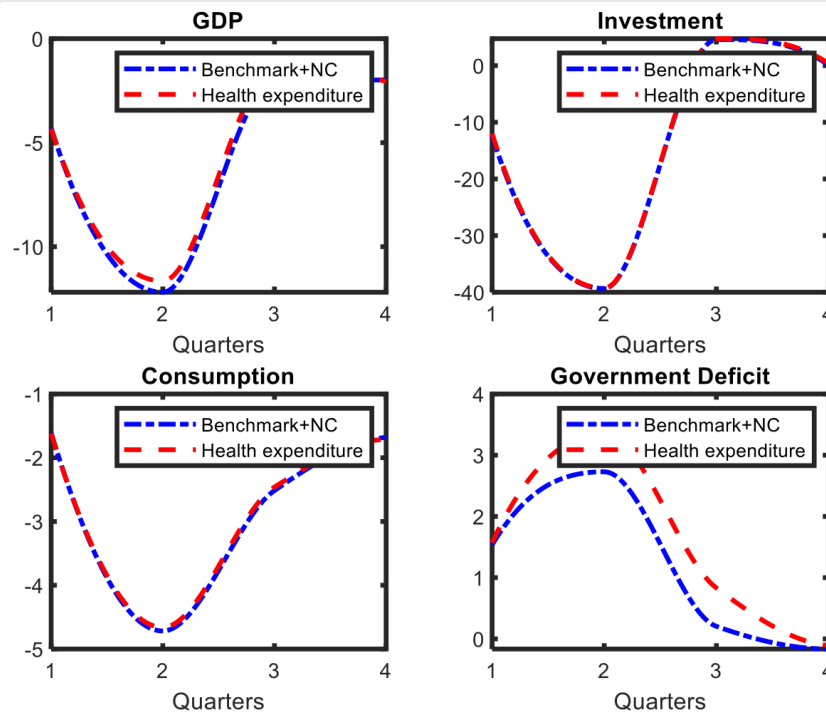 GDP
0
-5
-10
Benchmark+NC
Health expenditure
1 2 3 4
Quarters
Investment
0
-10
-20
-30
-40
Benchmark+NC
Health expenditure
1 2 3 4
Quarters
Consumption
-1
-2
-3
-4
-5
Benchmark+NC
Health expenditure
1 2 3 4
Quarters
Government Deficit
4
3
2
1
0
Benchmark+NC
Health expenditure
1 2 3 4
Quarters